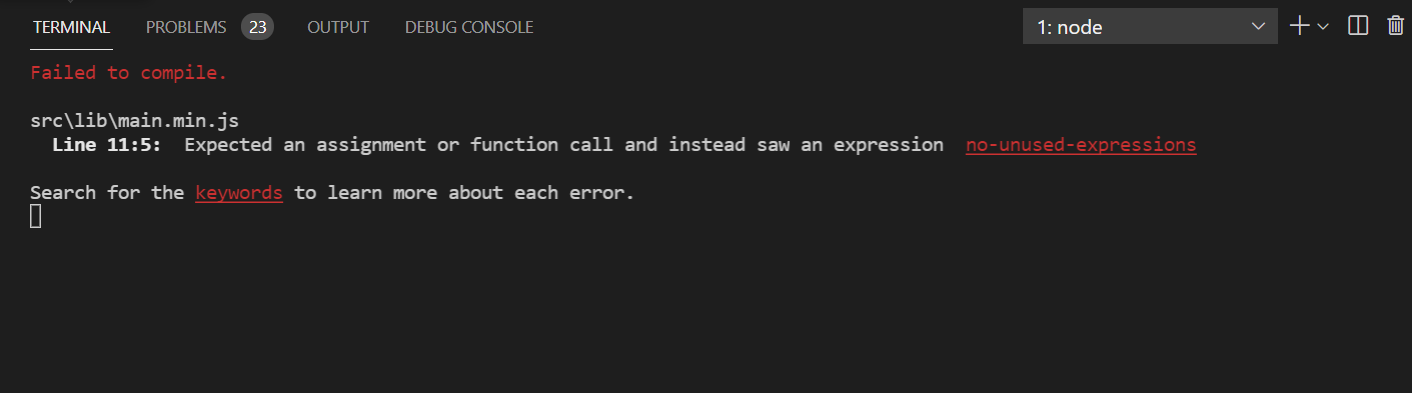 TERMINAL PROBLEMS 23 OUTPUT DEBUG CONSOLE 1: node
Failed to compile.
src\lib\main.min.js
Line 11:5: Expected an assignment or function call and instead saw an expression no-unused-expressions
Search for the keywords to learn more about each error.